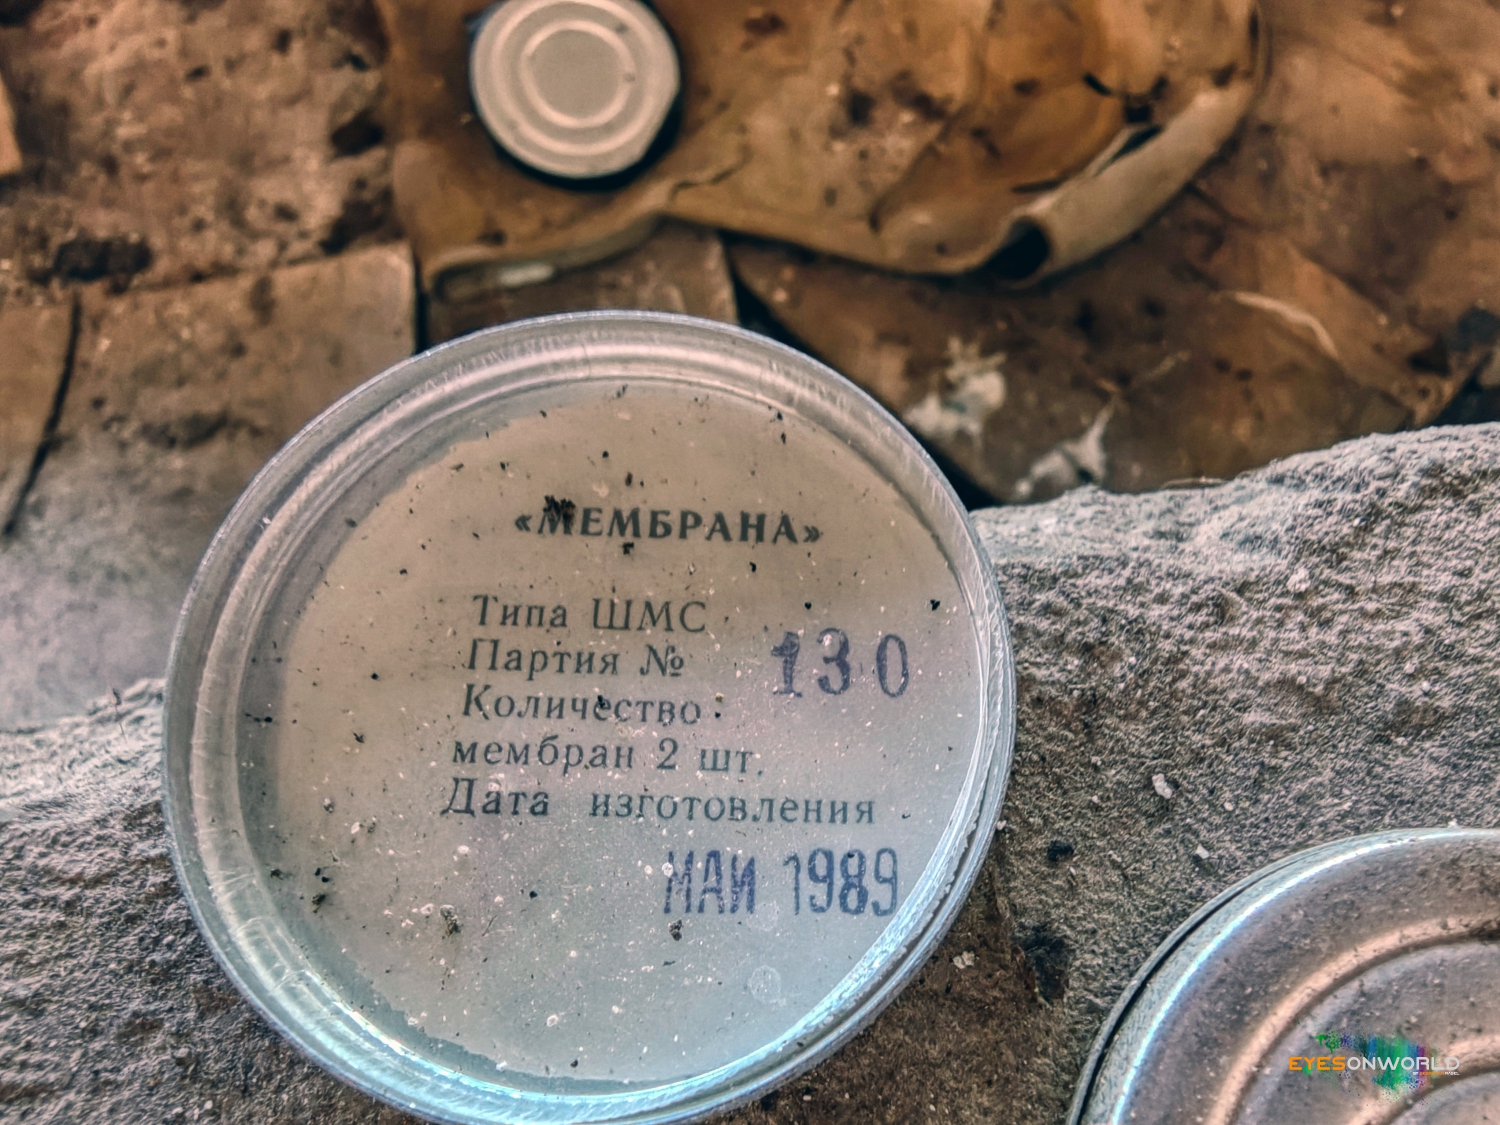 «МЕМБРАНА»
Типа ШМС
Партия № 130
Количество
мембран 2 шт.
Дата изготовления
МАИ 1989
EYESONWORLD